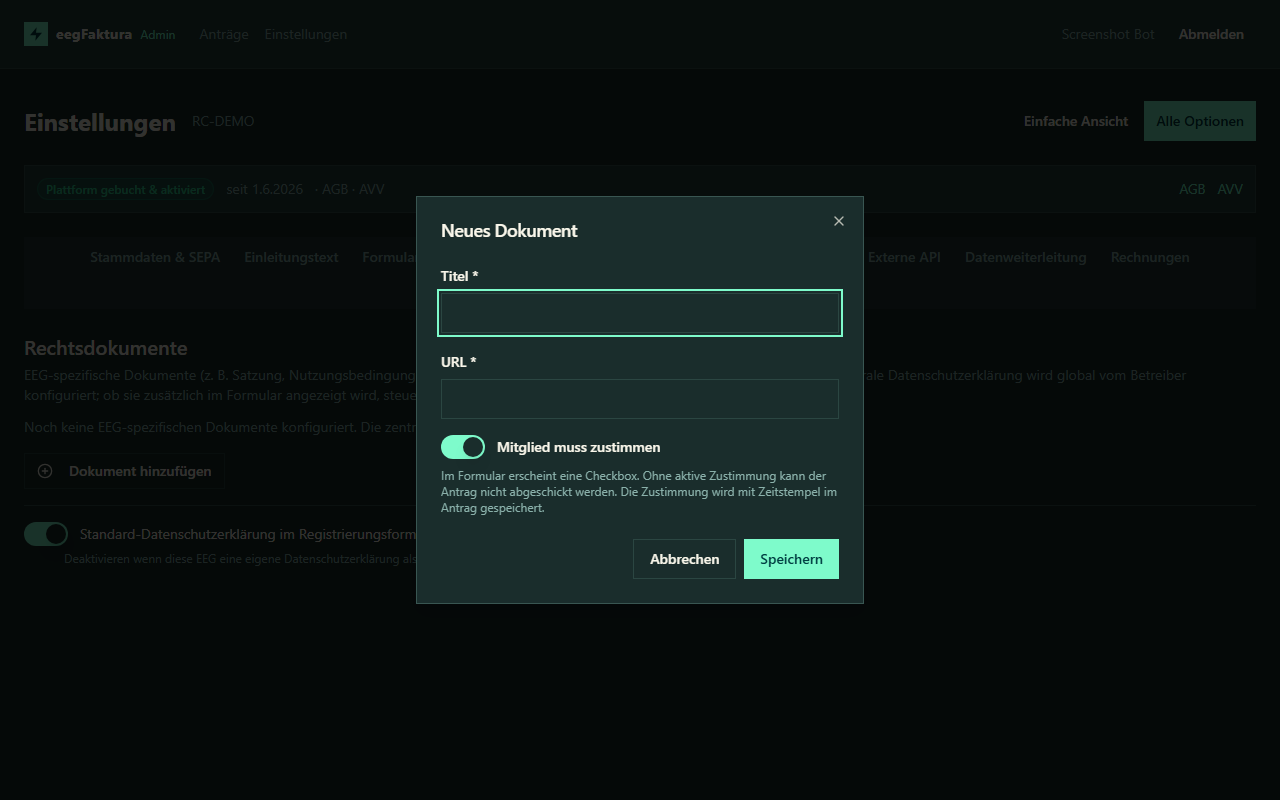 eegFaktura Admin Anträge Einstellungen Screenshot Bot Abmelden
Einstellungen RC-DEMO Einfache Ansicht Alle Optionen
Plattform gebucht & aktiviert seit 1.6.2026 · AGB · AVV AGB AVV
Stammdaten & SEPA Einleitungstext Externe API Datenweiterleitung Rechnungen
Neues Dokument
Titel *
URL *
Mitglied muss zustimmen
Im Formular erscheint eine Checkbox. Ohne aktive Zustimmung kann der
Antrag nicht abgeschickt werden. Die Zustimmung wird mit Zeitstempel im
Antrag gespeichert.
Abbrechen Speichern
Rechtsdokumente
EEG-spezifische Dokumente (z. B. Satzung, Datenschutzerklärung wird global vom Betreiber
konfiguriert; ob sie zusätzlich im Formular angezeigt wird,
Noch keine EEG-spezifischen Dokumente konfiguriert. Die
Dokument hinzufügen
Standard-Datenschutzerklärung im
Deaktivieren wenn diese EEG eine eigene Datenschutzerklärung als